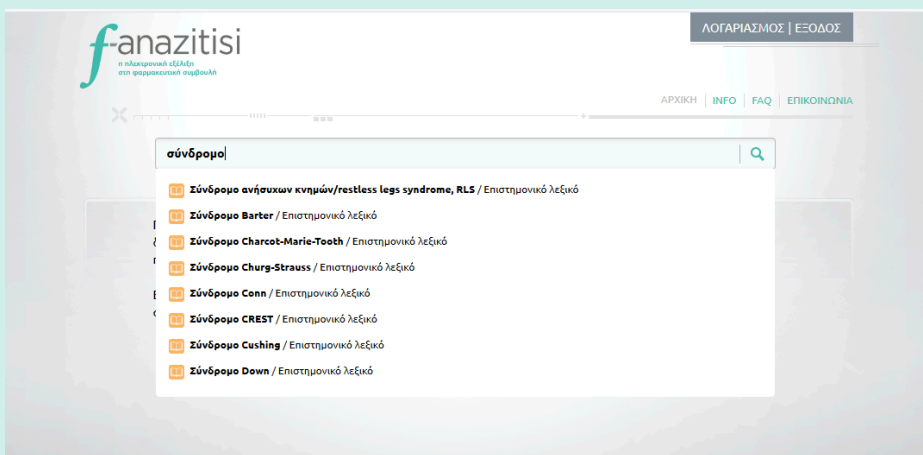 f-anazitisi
η ηλεκτρονική εξέλιξη
στη φαρμακευτική συμβουλή
ΛΟΓΑΡΙΑΣΜΟΣ | ΕΞΟΔΟΣ
ΑΡΧΙΚΗ | INFO | FAQ | ΕΠΙΚΟΙΝΩΝΙΑ
σύνδρομο
Σύνδρομο ανήσυχων κνημών/restless legs syndrome, RLS / Επιστημονικό λεξικό
Σύνδρομο Barter / Επιστημονικό λεξικό
Σύνδρομο Charcot-Marie-Tooth / Επιστημονικό λεξικό
Σύνδρομο Churg-Strauss / Επιστημονικό λεξικό
Σύνδρομο Conn / Επιστημονικό λεξικό
Σύνδρομο CREST / Επιστημονικό λεξικό
Σύνδρομο Cushing / Επιστημονικό λεξικό
Σύνδρομο Down / Επιστημονικό λεξικό